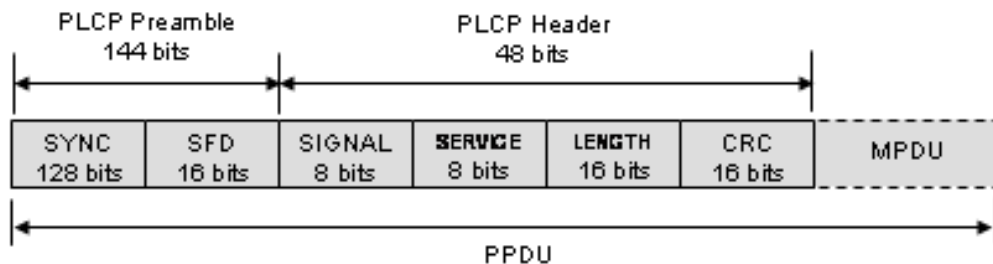 PLCP Preamble
144 bits
PLCP Header
48 bits
SYNC
128 bits
SFD
16 bits
SIGNAL
8 bits
SERVICE
8 bits
LENGTH
16 bits
CRC
16 bits
MPDU
PPDU